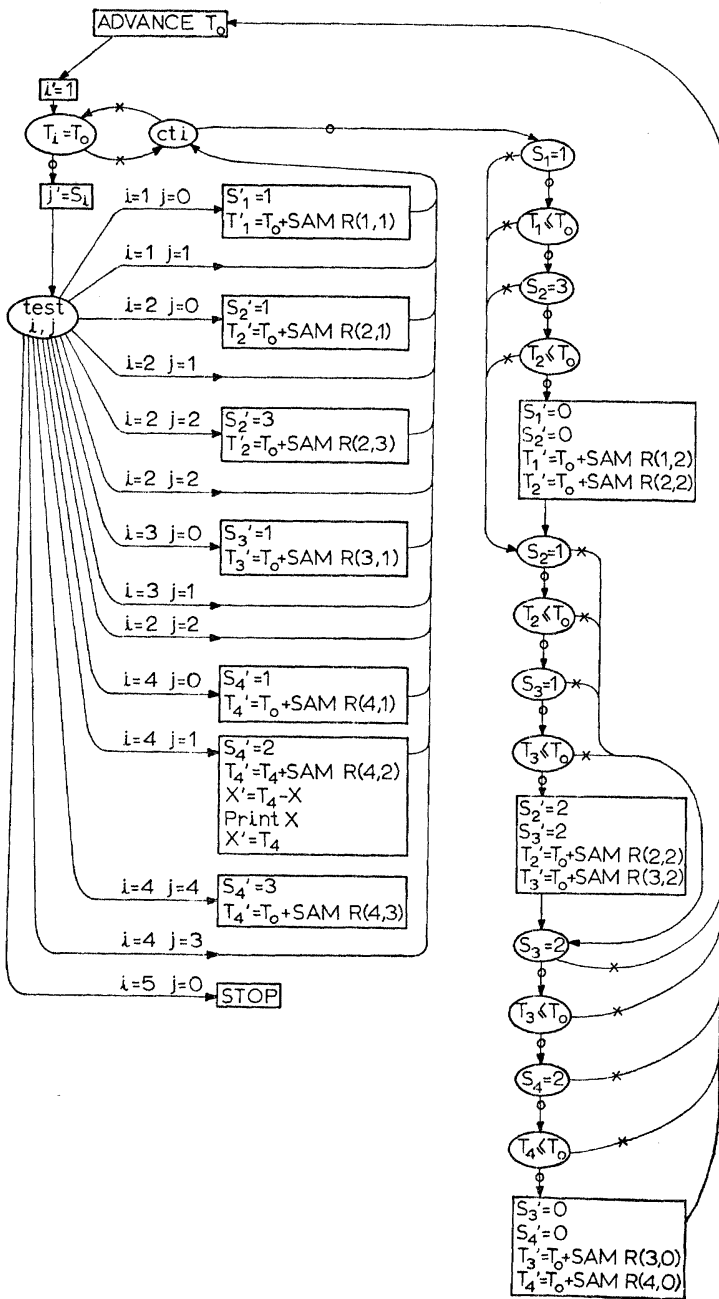 ADVANCE T₀
i'=1
Tᵢ=T₀
cti
j'=Sᵢ
test
i, j
i=1 j=0
S'₁=1
T'₁=T₀+SAM R(1,1)
i=1 j=1
i=2 j=0
S₂'=1
T₂'=T₀+SAM R(2,1)
i=2 j=1
i=2 j=2
S₂'=3
T'₂=T₀+SAM R(2,3)
i=2 j=2
i=3 j=0
S₃'=1
T₃'=T₀+SAM R(3,1)
i=3 j=1
i=2 j=2
i=4 j=0
S₄'=1
T₄'=T₀+SAM R(4,1)
i=4 j=1
S₄'=2
T₄'=T₄+SAM R(4,2)
X'=T₄-X
Print X
X'=T₄
i=4 j=4
S₄'=3
T₄'=T₀+SAM R(4,3)
i=4 j=3
i=5 j=0
STOP
S₁=1
T₁≤T₀
S₂=3
T₂≤T₀
S₁'=0
S₂'=0
T₁'=T₀+SAM R(1,2)
T₂'=T₀+SAM R(2,2)
S₂=1
T₂≤T₀
S₃=1
T₃≤T₀
S₂'=2
S₃'=2
T₂'=T₀+SAM R(2,2)
T₃'=T₀+SAM R(3,2)
S₃=2
T₃≤T₀
S₄=2
T₄≤T₀
S₃'=0
S₄'=0
T₃'=T₀+SAM R(3,0)
T₄'=T₀+SAM R(4,0)